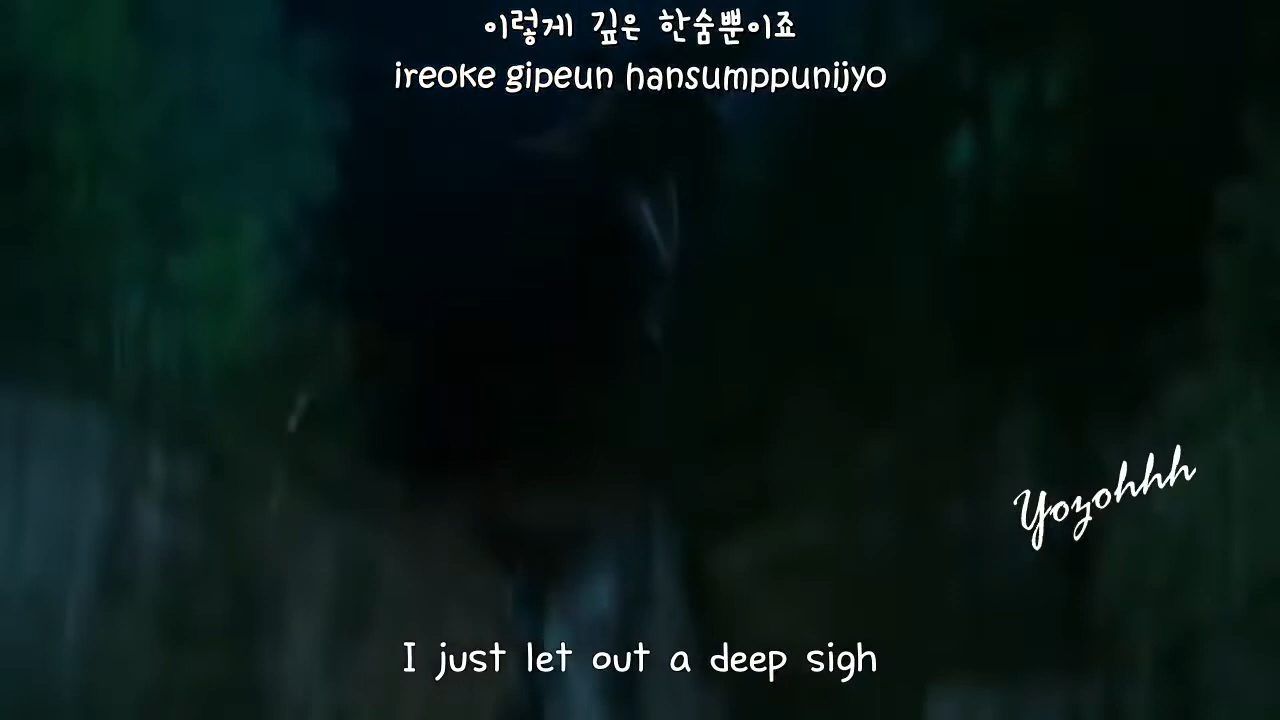 이렇게 깊은 한숨뿐이죠
ireoke gipeun hansumppunijyo
Yozohhh
I just let out a deep sigh